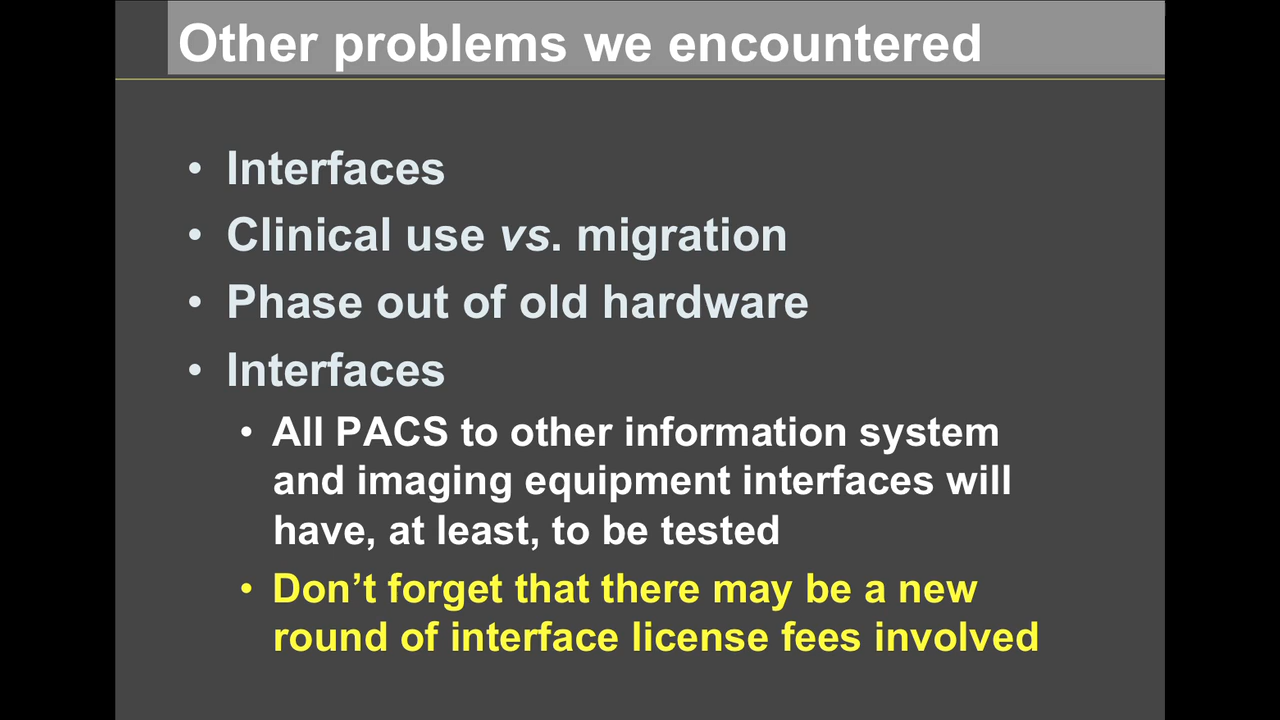 Other problems we encountered
• Interfaces
• Clinical use vs. migration
• Phase out of old hardware
• Interfaces
• All PACS to other information system
and imaging equipment interfaces will
have, at least, to be tested
• Don’t forget that there may be a new
round of interface license fees involved